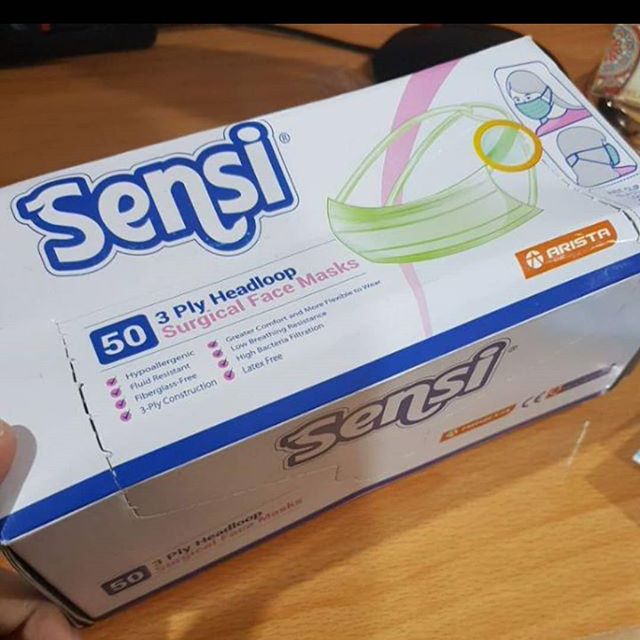 Sensi®
50
3 Ply Headloop
Surgical Face Masks
Hypoallergenic
Fluid Resistant
Fiberglass-Free
3-Ply Construction
Greater Comfort and More Flexible to Wear
Low Breathing Resistance
High Bacteria Filtration
Latex Free
ARISTA
Sensi
CE
50
3 Ply Headloop
Surgical Face Masks